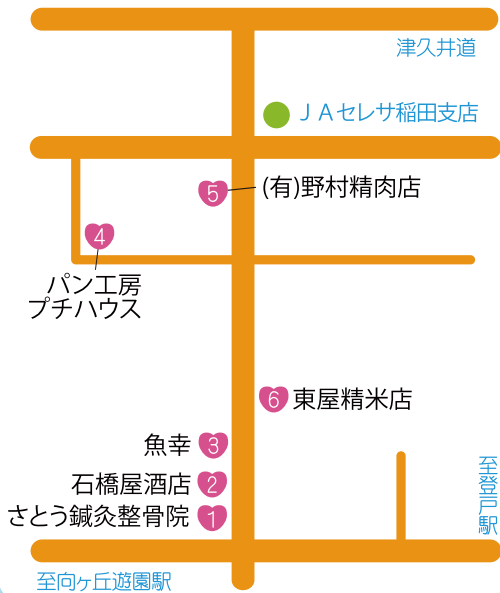 津久井道
ＪＡセレサ稲田支店
5
(有)野村精肉店
4
パン工房
プチハウス
6
東屋精米店
魚幸
3
石橋屋酒店
2
さとう鍼灸整骨院
1
至登戸駅
至向ヶ丘遊園駅